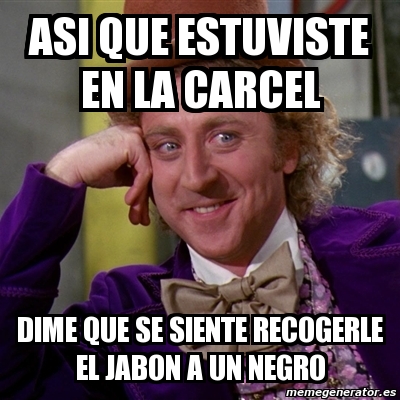 ASI QUE ESTUVISTE
EN LA CARCEL
DIME QUE SE SIENTE RECOGERLE
EL JABON A UN NEGRO
memegenerator.es